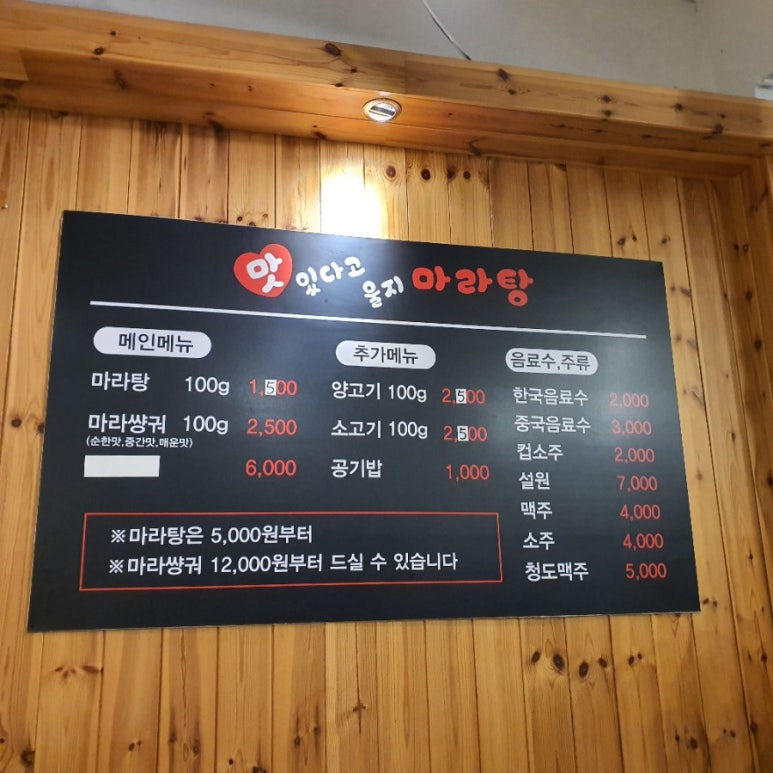 맛있다고 을지 마라탕
메인메뉴
마라탕 100g 1,500
마라썅궈 100g 2,500
(순한맛,중간맛,매운맛)
6,000
추가메뉴
양고기 100g 2,500
소고기 100g 2,500
공기밥 1,000
음료수,주류
한국음료수 2,000
중국음료수 3,000
컵소주 2,000
설원 7,000
맥주 4,000
소주 4,000
청도맥주 5,000
※마라탕은 5,000원부터
※마라썅궈 12,000원부터 드실 수 있습니다